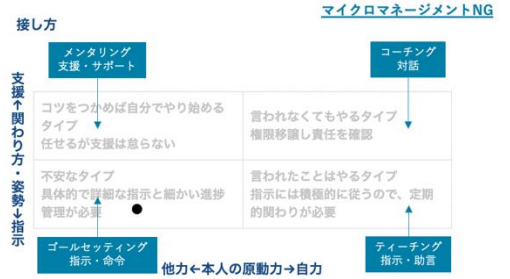 マイクロマネージメントNG
接し方
メンタリング
支援・サポート
コーチング
対話
支援↑関わり方・姿勢↓指示
コツをつかめば自分でやり始める
タイプ
任せるが支援は怠らない
言われなくてもやるタイプ
権限移譲し責任を確認
不安なタイプ
具体的で詳細な指示と細かい進捗
管理が必要
言われたことはやるタイプ
指示には積極的に従うので、定期
的関わりが必要
ゴールセッティング
指示・命令
ティーチング
指示・助言
他力←本人の原動力→自力